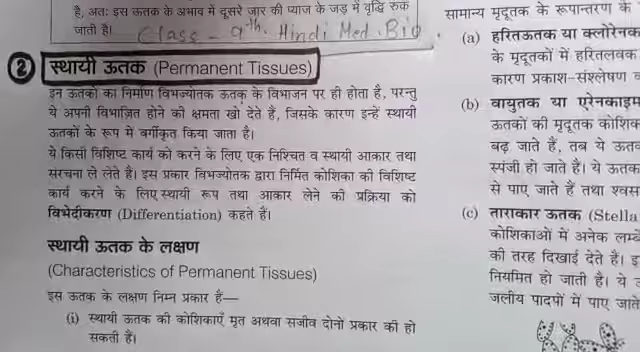 है, अतः इस ऊतक के अभाव में दूसरे जार की प्याज के जड़ में वृद्धि रुक
जाती है।
Class - 9th. Hindi Med. Bio
2 स्थायी ऊतक (Permanent Tissues)
इन ऊतकों का निर्माण विभज्योतक ऊतक के विभाजन पर ही होता है, परन्तु
ये अपनी विभाजित होने की क्षमता खो देते है, जिसके कारण इन्हें स्थायी
ऊतकों के रूप में वर्गीकृत किया जाता है।
ये किसी विशिष्ट कार्य को करने के लिए एक निश्चित व स्थायी आकार तथा
संरचना ले लेते हैं। इस प्रकार विभज्योतक द्वारा निर्मित कोशिका की विशिष्ट
कार्य करने के लिए स्थायी रूप तथा आकार लेने की प्रक्रिया को
विभेदीकरण (Differentiation) कहते हैं।
स्थायी ऊतक के लक्षण
(Characteristics of Permanent Tissues)
इस ऊतक के लक्षण निम्न प्रकार हैं—
(i) स्थायी ऊतक की कोशिकाएँ मृत अथवा सजीव दोनों प्रकार की हो
सकती हैं।
सामान्य मृदूतक के रूपान्तरण के
(a) हरितऊतक या क्लोरेनक
के मृदूतकों में हरितलवक
कारण प्रकाश-संश्लेषण
(b) वायुतक या एरेनकाइम
ऊतकों की मृदूतक कोशिक
बढ़ जाते हैं, तब ये ऊतक
स्पंजी हो जाते हैं। ये ऊतक
से पाए जाते हैं तथा श्वस
(c) ताराकार ऊतक (Stella
कोशिकाओं में अनेक लम्बे
की तरह दिखाई देते हैं।
नियमित हो जाती है। ये
जलीय पादपों में पाए जाते